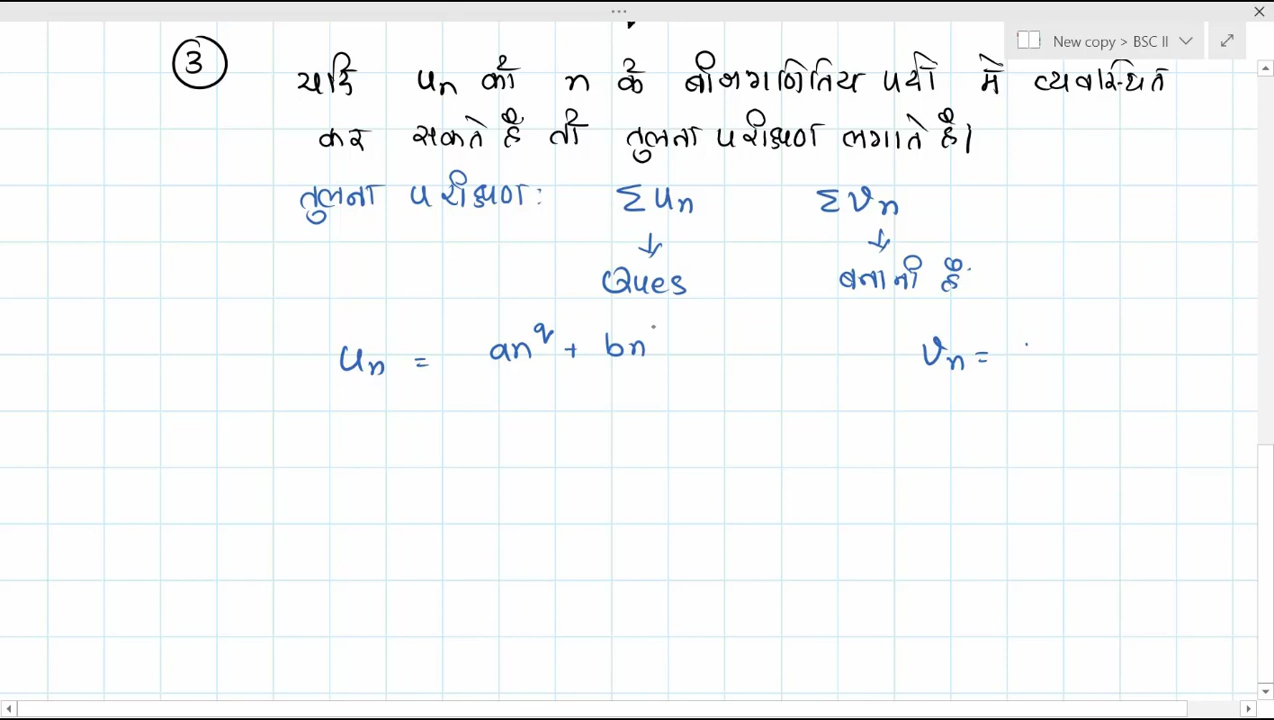 New copy > BSC II
③ यदि un को n के बीजगणितिय पदो मे व्यवस्थित
कर सकते है तो तुलना परीक्षण लगाते है।
तुलना परीक्षण: Σun Σvn
↓ ↓
Ques बनानी है.
un = an^q + bn vn =